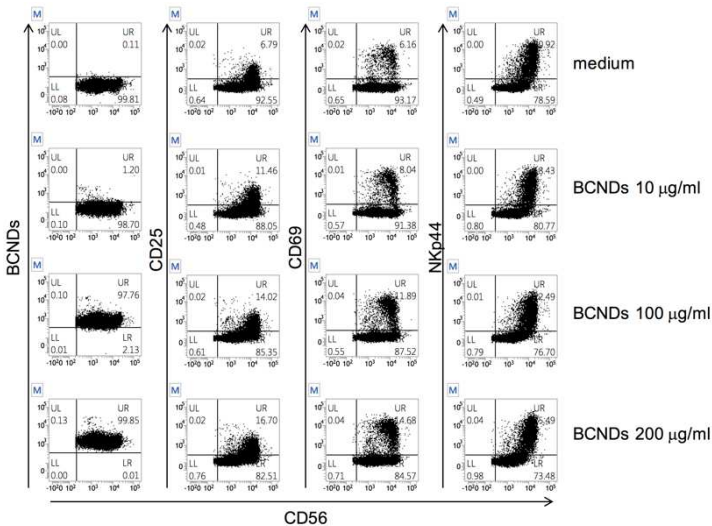 M M M M
UL UR UL UR UL UR UL UR
0.00 0.11 0.02 6.79 0.02 6.16 0.00
medium
LL LL LL LL
0.08 99.81 0.64 92.55 0.65 93.17 0.49 78.59
M M M M
UL UR UL UR UL UR UL UR
0.00 1.20 0.01 11.46 0.01 8.04 0.00
BCNDs 10 µg/ml
LL LL LL LL
0.10 98.70 0.48 88.05 0.57 91.38 0.80 80.77
M M M M
UL UR UL UR UL UR UL UR
0.10 97.76 0.02 14.02 0.04 11.89 0.01
BCNDs 100 µg/ml
LL LR LL LL LL
0.01 2.13 0.61 85.35 0.55 87.52 0.79 76.70
M M M M
UL UR UL UR UL UR UL UR
0.13 99.85 0.02 16.70 0.04 14.68 0.04
BCNDs 200 µg/ml
LL LR LL LL LL
0.00 0.01 0.76 82.51 0.71 84.57 0.98 73.48
BCNDs
CD25
CD69
NKp44
CD56